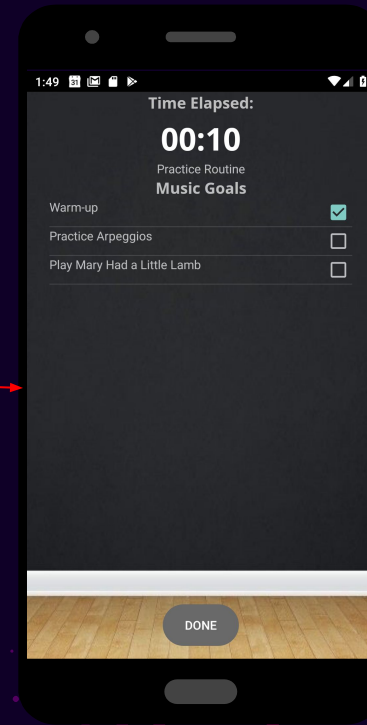 1:49
31
Time Elapsed:
00:10
Practice Routine
Music Goals
Warm-up
Practice Arpeggios
Play Mary Had a Little Lamb
DONE